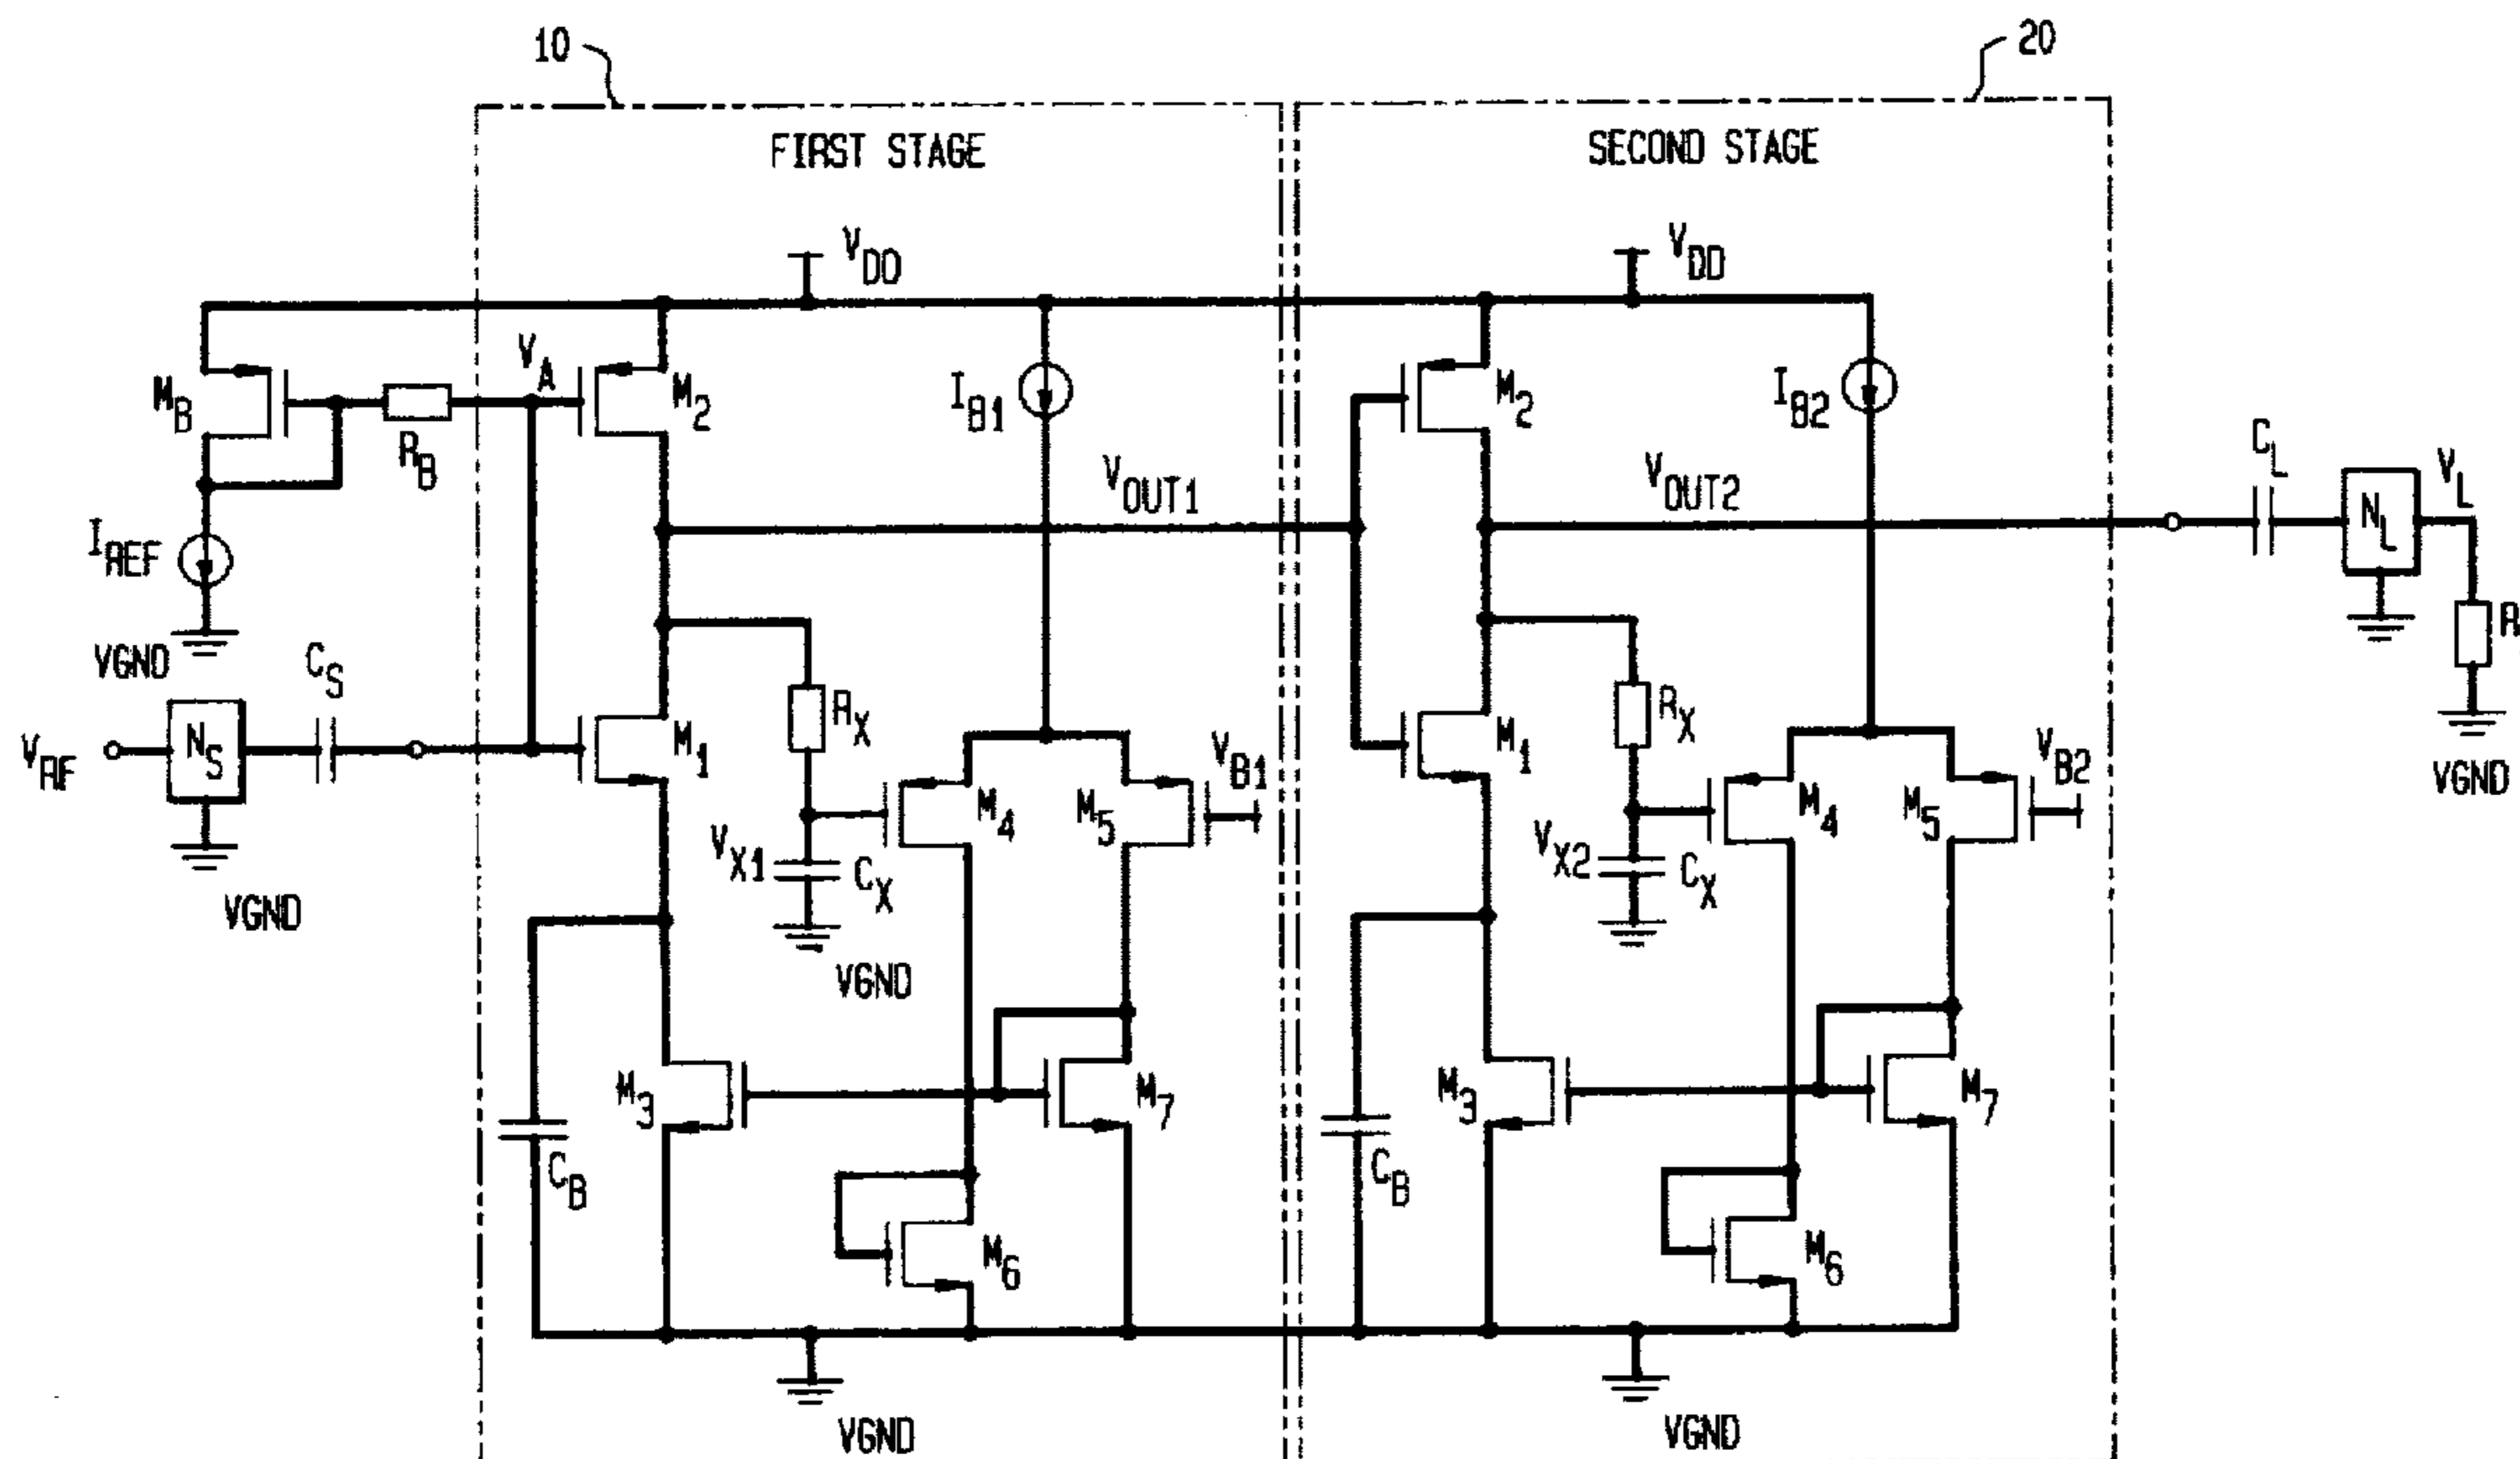 10
20
FIRST STAGE
SECOND STAGE
VDD
VDD
MB
RB
VA
M2
IB1
VOUT1
M2
IB2
VOUT2
CL
NL
VL
IREF
VGND
CS
VRF
NS
VGND
M1
RX
VX1
CX
VGND
M4
M5
VB1
M1
RX
VX2
CX
M4
M5
VB2
R
VGND
M3
CB
M7
M6
VGND
M3
CB
M7
M6
VGND